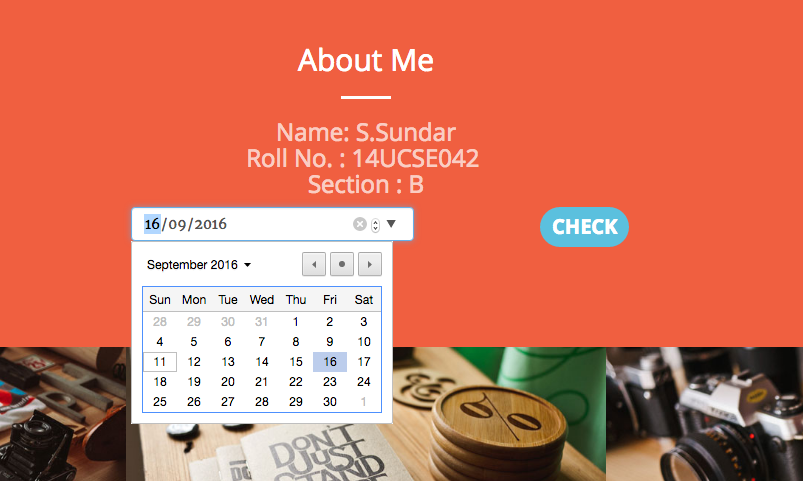 About Me
Name: S.Sundar
Roll No. : 14UCSE042
Section : B
16/09/2016
CHECK
September 2016
Sun Mon Tue Wed Thu Fri Sat
28 29 30 31 1 2 3
4 5 6 7 8 9 10
11 12 13 14 15 16 17
18 19 20 21 22 23 24
25 26 27 28 29 30 1
DON'T
JUST
STAND
%